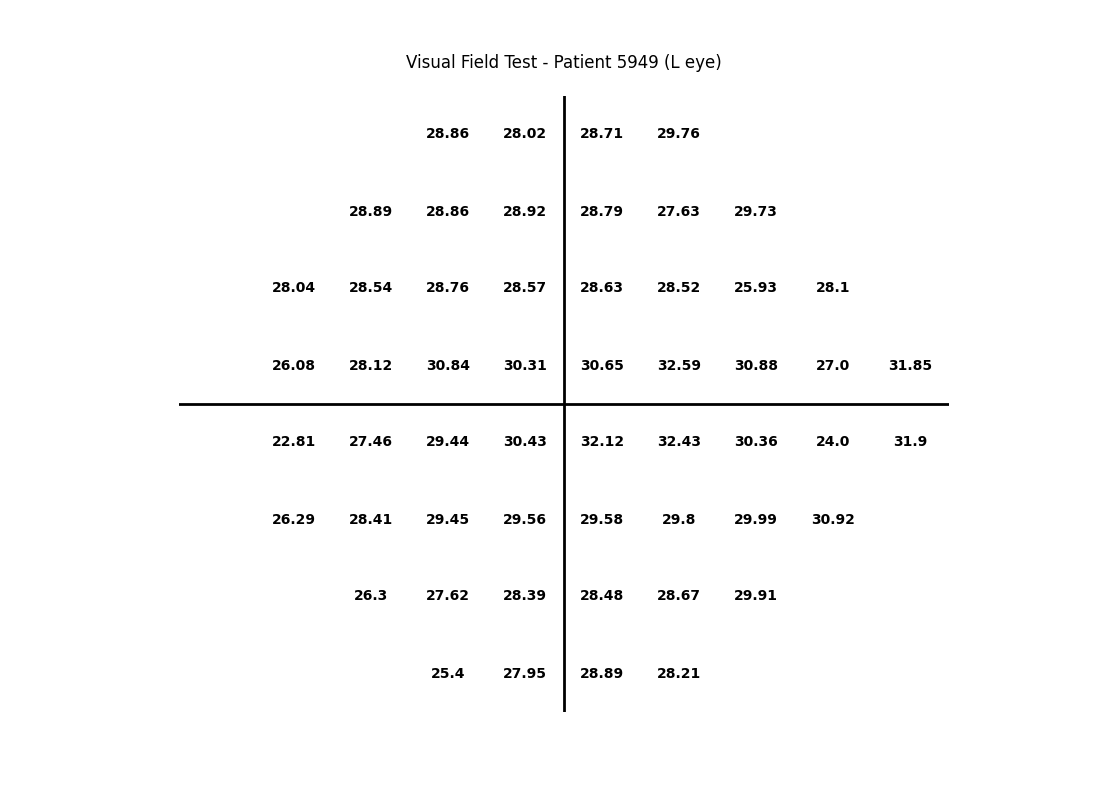 Visual Field Test - Patient 5949 (L eye)
28.86 28.02 28.71 29.76
28.89 28.86 28.92 28.79 27.63 29.73
28.04 28.54 28.76 28.57 28.63 28.52 25.93 28.1
26.08 28.12 30.84 30.31 30.65 32.59 30.88 27.0 31.85
22.81 27.46 29.44 30.43 32.12 32.43 30.36 24.0 31.9
26.29 28.41 29.45 29.56 29.58 29.8 29.99 30.92
26.3 27.62 28.39 28.48 28.67 29.91
25.4 27.95 28.89 28.21